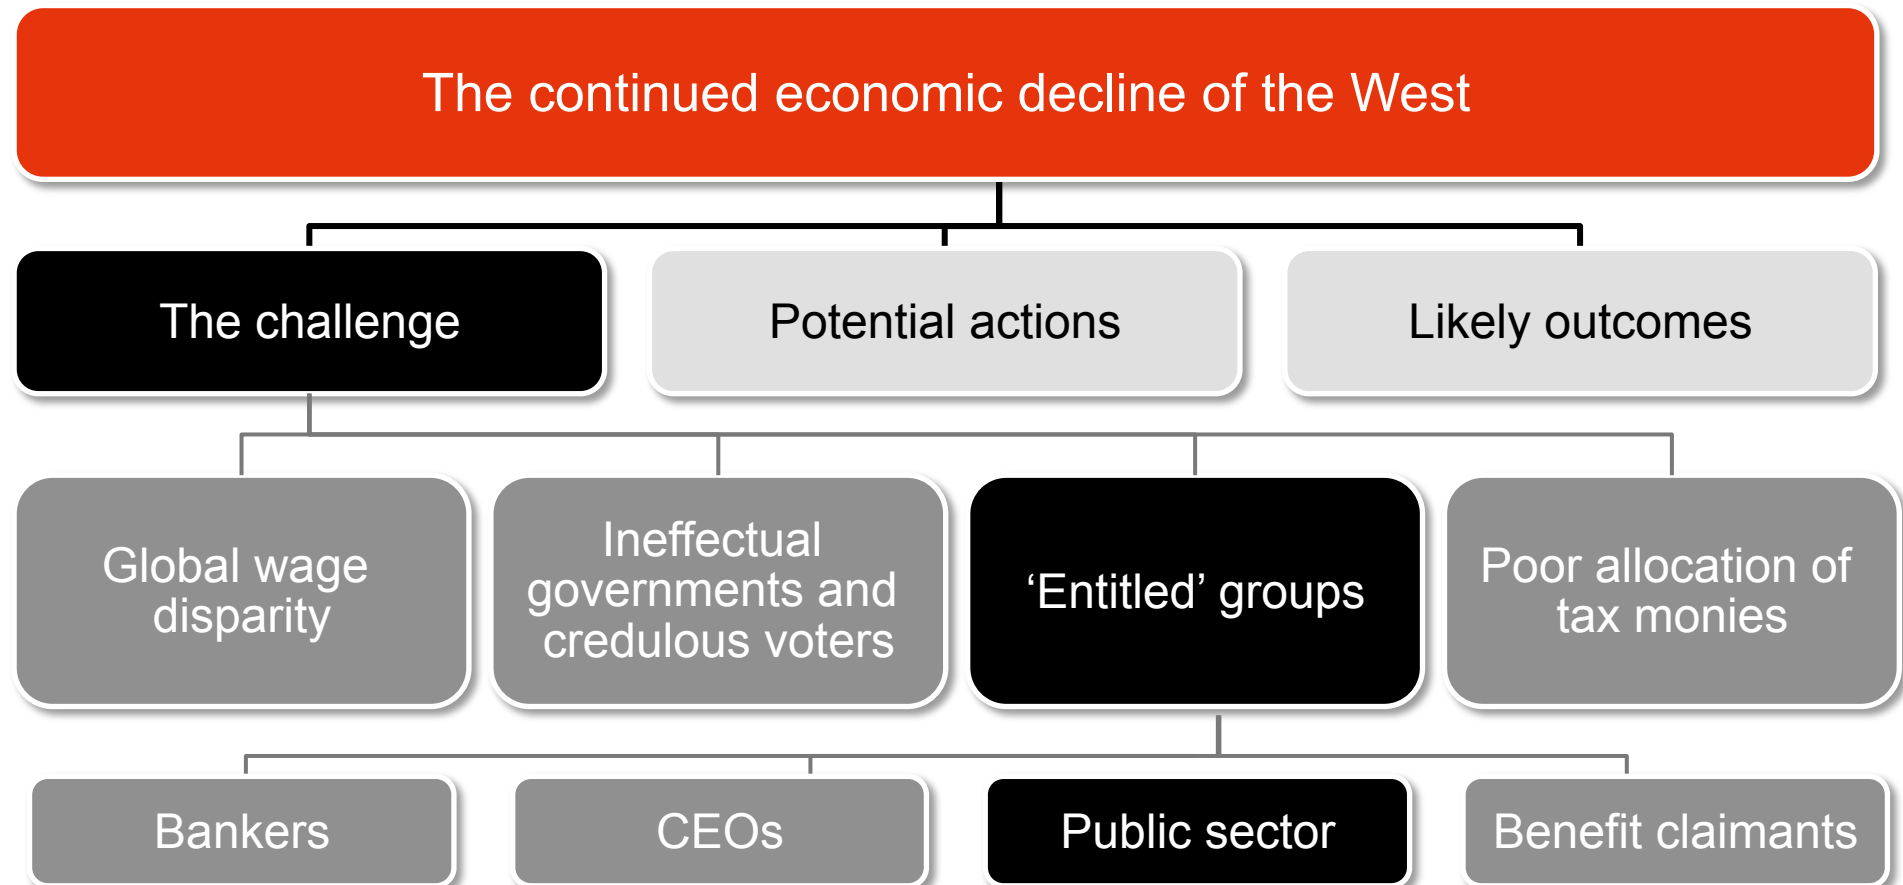 The continued economic decline of the West
The challenge
Potential actions
Likely outcomes
Global wage
disparity
Ineffectual
governments and
credulous voters
‘Entitled’ groups
Poor allocation of
tax monies
Bankers
CEOs
Public sector
Benefit claimants